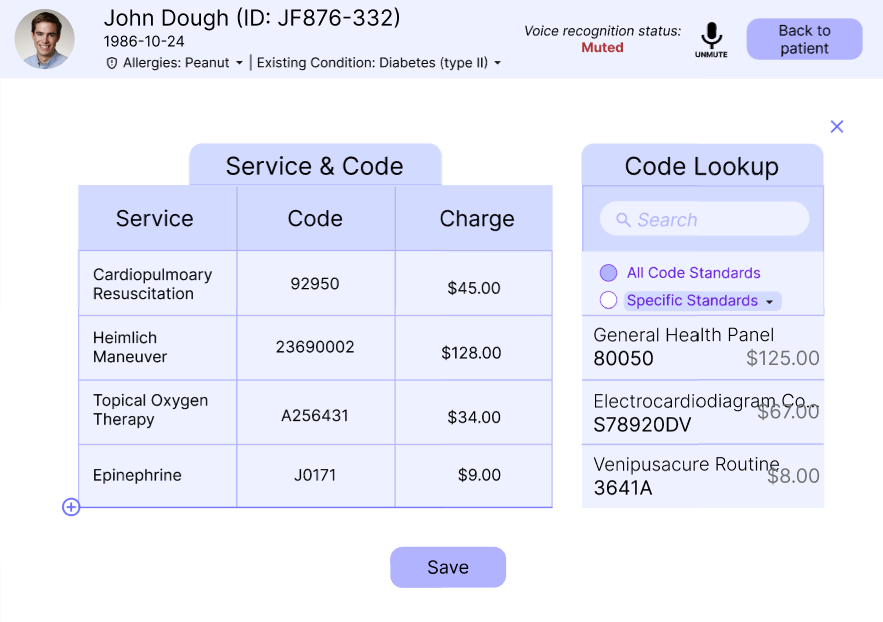 John Dough (ID: JF876-332)
1986-10-24
Allergies: Peanut | Existing Condition: Diabetes (type II)
Voice recognition status:
Muted
UNMUTE
Back to
patient
Service & Code
Service Code Charge
Cardiopulmoary
Resuscitation
92950
$45.00
Heimlich
Maneuver
23690002
$128.00
Topical Oxygen
Therapy
A256431
$34.00
Epinephrine
J0171
$9.00
Code Lookup
Search
All Code Standards
Specific Standards
General Health Panel
80050 $125.00
Electrocardiodiagram Co...
$67.00
S78920DV
Venipusacure Routine
$8.00
3641A
Save